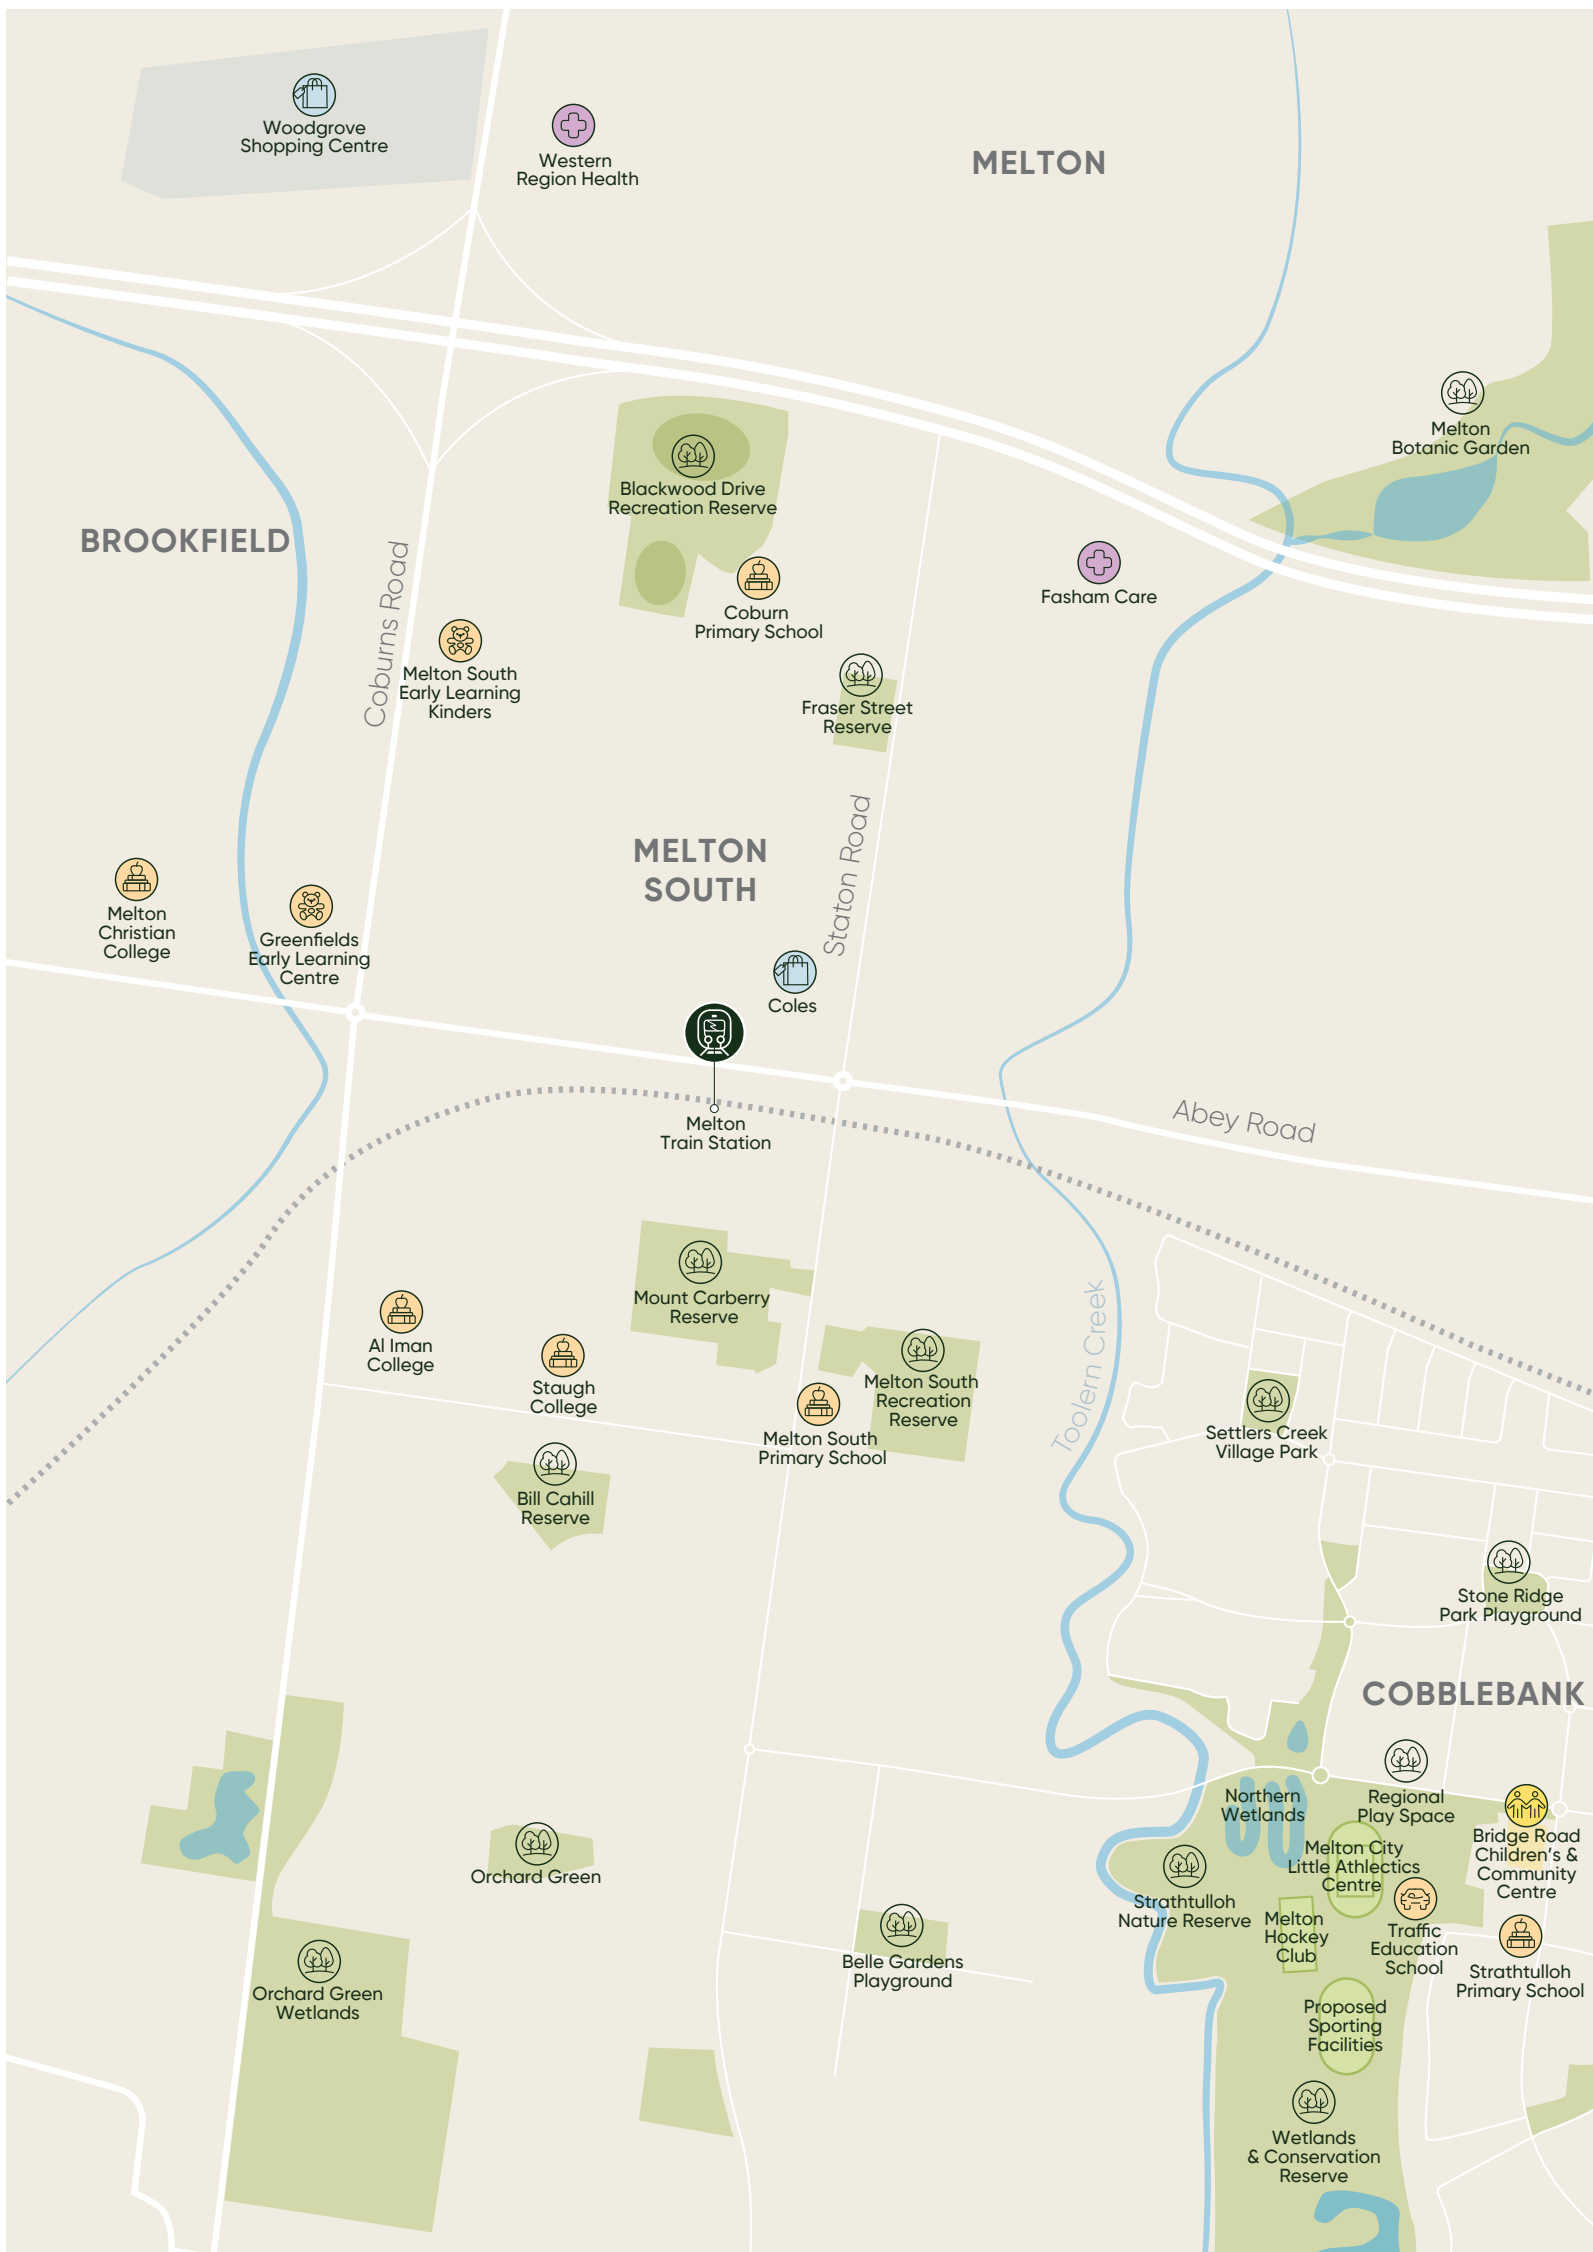 Woodgrove
Shopping Centre
Western
Region Health
MELTON
Melton
Botanic Garden
Blackwood Drive
Recreation Reserve
BROOKFIELD
Coburns Road
Fasham Care
Coburn
Primary School
Melton South
Early Learning
Kinders
Fraser Street
Reserve
MELTON
SOUTH
Staton Road
Melton
Christian
College
Greenfields
Early Learning
Centre
Coles
Melton
Train Station
Abey Road
Mount Carberry
Reserve
Toolern Creek
Al Iman
College
Staugh
College
Melton South
Recreation
Reserve
Melton South
Primary School
Settlers Creek
Village Park
Bill Cahill
Reserve
Stone Ridge
Park Playground
COBBLEBANK
Northern
Wetlands
Regional
Play Space
Bridge Road
Children's &
Community
Centre
Melton City
Little Athlectics
Centre
Orchard Green
Strathtulloh
Nature Reserve
Melton
Hockey
Club
Traffic
Education
School
Belle Gardens
Playground
Strathtulloh
Primary School
Orchard Green
Wetlands
Proposed
Sporting
Facilities
Wetlands
& Conservation
Reserve